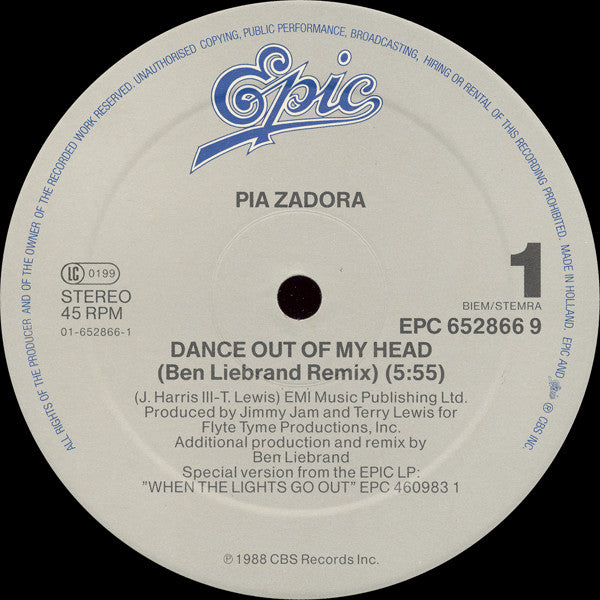 ALL RIGHTS OF THE PRODUCER AND OF THE OWNER OF THE RECORDED WORK RESERVED. UNAUTHORISED COPYING, PUBLIC PERFORMANCE, BROADCASTING, HIRING OR RENTAL OF THIS RECORDING PROHIBITED. MADE IN HOLLAND. EPIC AND Epic ® CBS INC.
Epic
PIA ZADORA
LC 0199
STEREO
45 RPM
01-652866-1
1
BIEM/STEMRA
EPC 652866 9
DANCE OUT OF MY HEAD
(Ben Liebrand Remix) (5:55)
(J. Harris III-T. Lewis) EMI Music Publishing Ltd.
Produced by Jimmy Jam and Terry Lewis for
Flyte Tyme Productions, Inc.
Additional production and remix by
Ben Liebrand
Special version from the EPIC LP:
"WHEN THE LIGHTS GO OUT" EPC 460983 1
℗ 1988 CBS Records Inc.